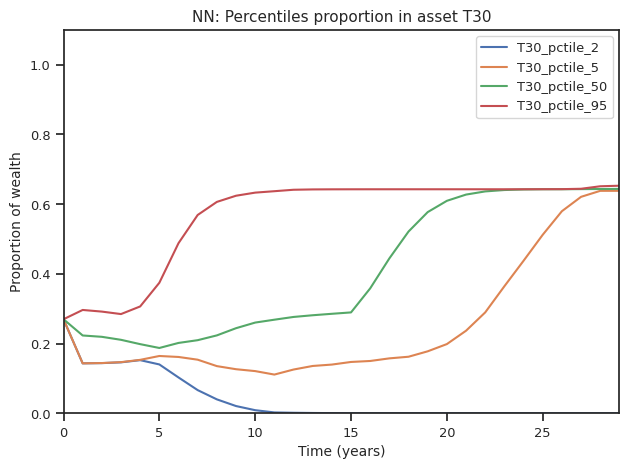 NN: Percentiles proportion in asset T30
T30_pctile_2
T30_pctile_5
T30_pctile_50
T30_pctile_95
Proportion of wealth
1.0
0.8
0.6
0.4
0.2
0.0
0 5 10 15 20 25
Time (years)